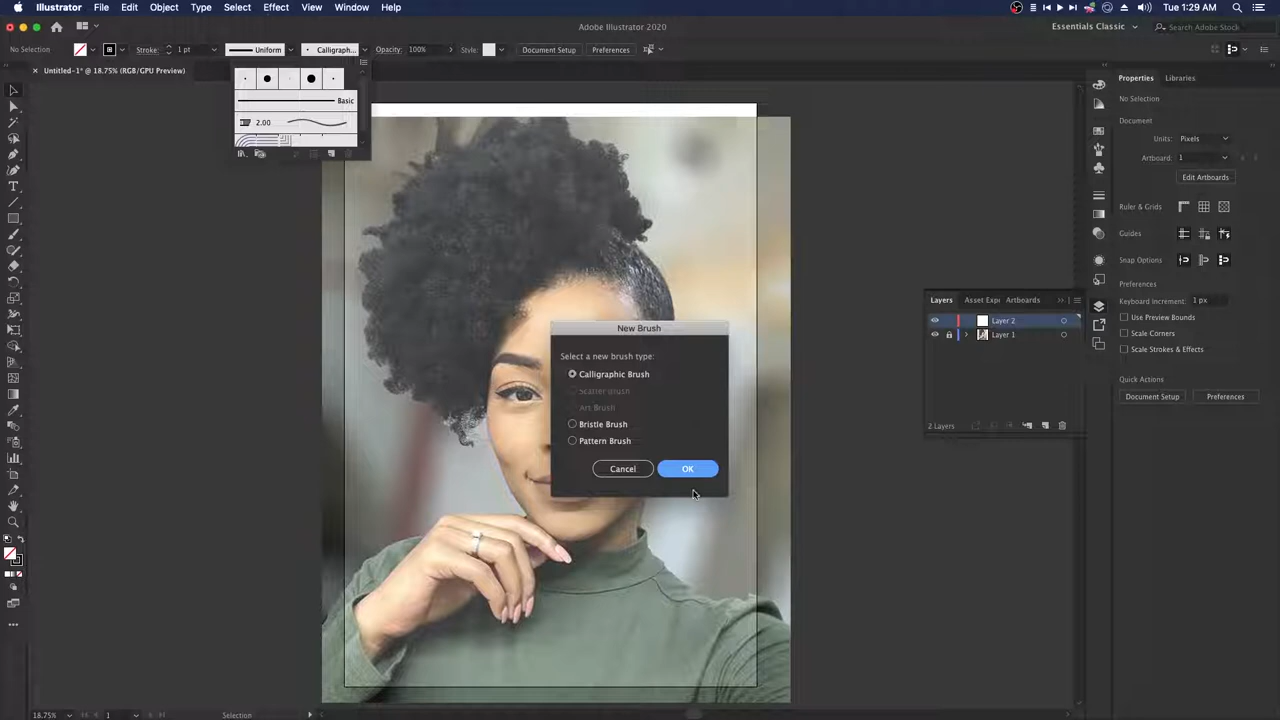 Illustrator File Edit Object Type Select Effect View Window Help Tue 1:29 AM
Adobe Illustrator 2020 Essentials Classic Search Adobe Stock
No Selection Stroke: 1 pt Uniform Calligraph... Opacity: 100% Style: Document Setup Preferences
× Untitled-1* @ 18.75% (RGB/GPU Preview)
Basic
2.00
New Brush
Select a new brush type:
Calligraphic Brush
Scatter Brush
Art Brush
Bristle Brush
Pattern Brush
Cancel OK
Layers Asset Expo Artboards
Layer 2
Layer 1
2 Layers
Properties Libraries
No Selection
Document
Units: Pixels
Artboard: 1
Edit Artboards
Ruler & Grids
Guides
Snap Options
Preferences
Keyboard Increment: 1 px
Use Preview Bounds
Scale Corners
Scale Strokes & Effects
Quick Actions
Document Setup Preferences
18.75% 1 Selection